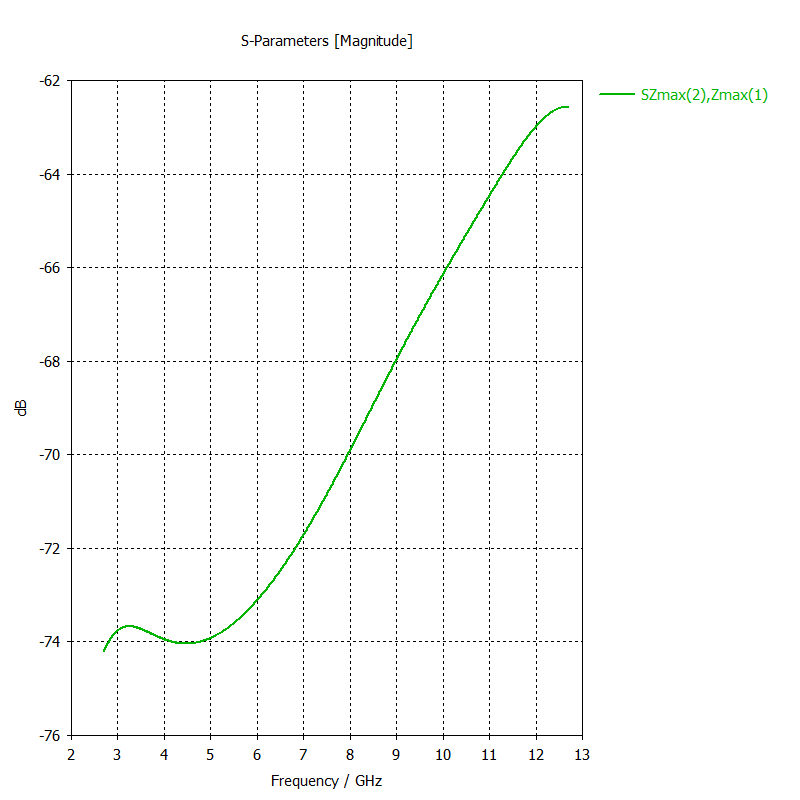 S-Parameters [Magnitude]
SZmax(2),Zmax(1)
-62
-64
-66
-68
-70
-72
-74
-76
dB
2 3 4 5 6 7 8 9 10 11 12 13
Frequency / GHz